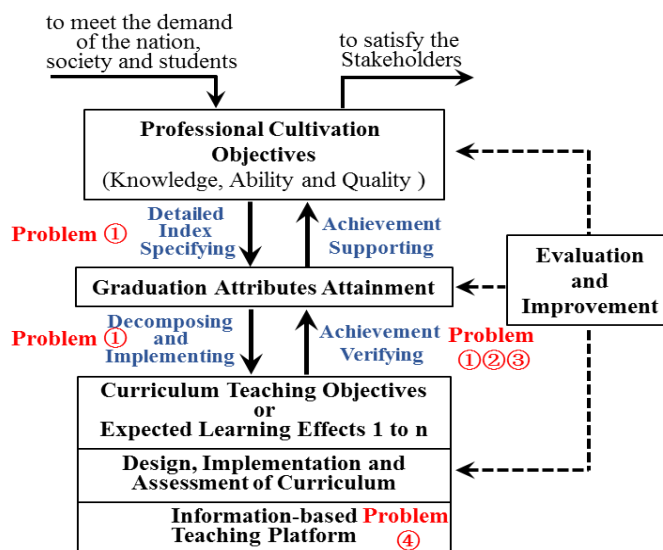 to meet the demand
of the nation,
society and students
to satisfy the
Stakeholders
Professional Cultivation
Objectives
(Knowledge, Ability and Quality )
Problem ①
Detailed
Index
Specifying
Achievement
Supporting
Evaluation
and
Improvement
Graduation Attributes Attainment
Problem ①
Decomposing
and
Implementing
Achievement
Verifying
Problem
①②③
Curriculum Teaching Objectives
or
Expected Learning Effects 1 to n
Design, Implementation and
Assessment of Curriculum
Information-based Problem
Teaching Platform ④